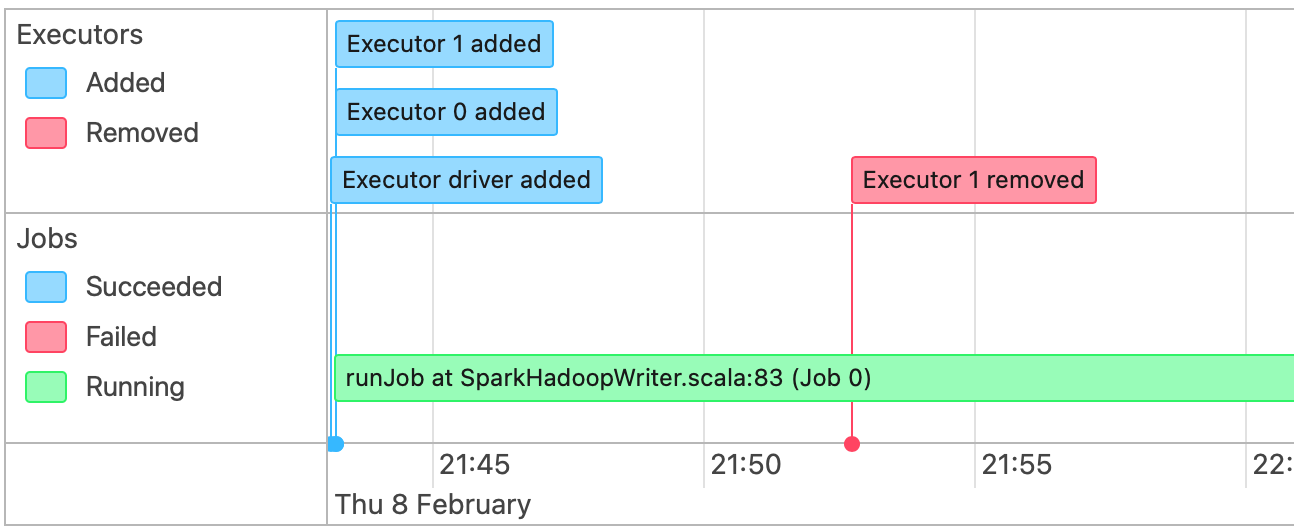 Executors
Added
Removed
Executor 1 added
Executor 0 added
Executor driver added
Executor 1 removed
Jobs
Succeeded
Failed
Running
runJob at SparkHadoopWriter.scala:83 (Job 0)
21:45
21:50
21:55
22:
Thu 8 February